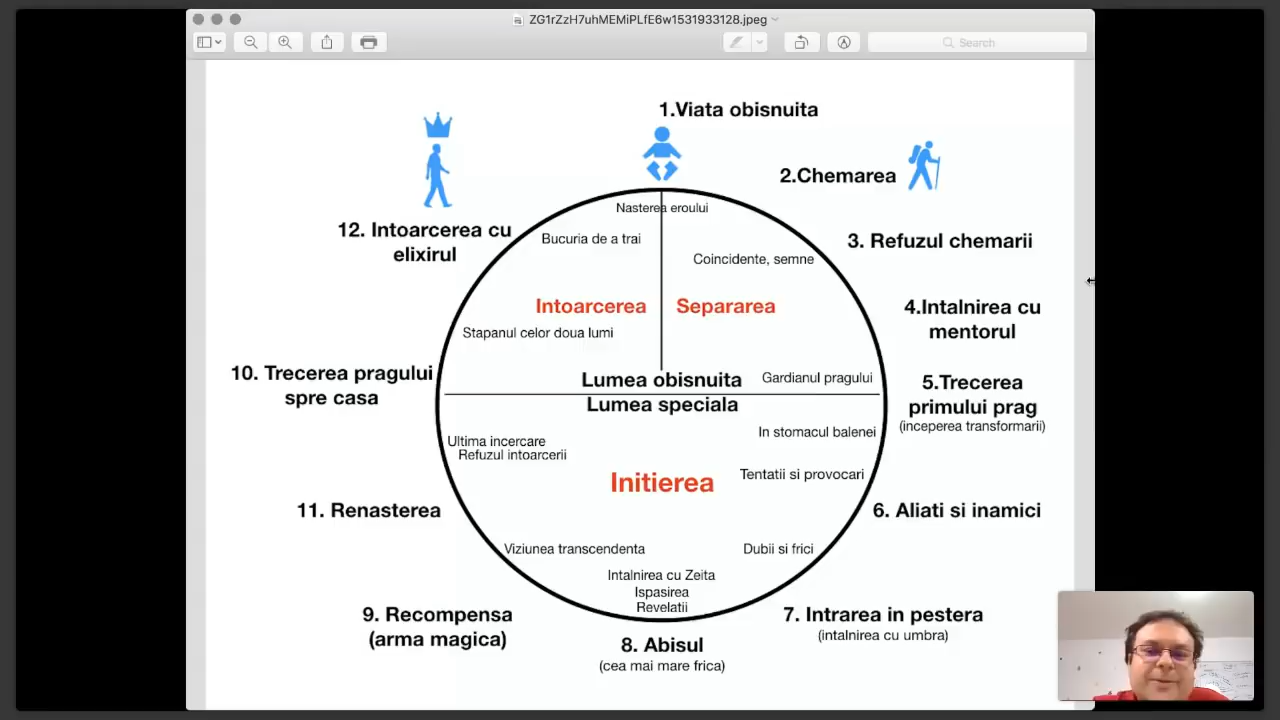 ZG1rZzH7uhMEMiPLfE6w1531933128.jpeg
Search
1.Viata obisnuita
2.Chemarea
Nasterea eroului
12. Intoarcerea cu
elixirul
Bucuria de a trai
3. Refuzul chemarii
Coincidente, semne
Intoarcerea
Separarea
4.Intalnirea cu
mentorul
Stapanul celor doua lumi
10. Trecerea pragului
spre casa
Lumea obisnuita
Gardianul pragului
5.Trecerea
primului prag
(inceperea transformarii)
Lumea speciala
In stomacul balenei
Ultima incercare
Refuzul intoarcerii
Initierea
Tentatii si provocari
11. Renasterea
6. Aliati si inamici
Viziunea transcendenta
Dubii si frici
Intalnirea cu Zeita
Ispasirea
Revelatii
9. Recompensa
(arma magica)
7. Intrarea in pestera
(intalnirea cu umbra)
8. Abisul
(cea mai mare frica)